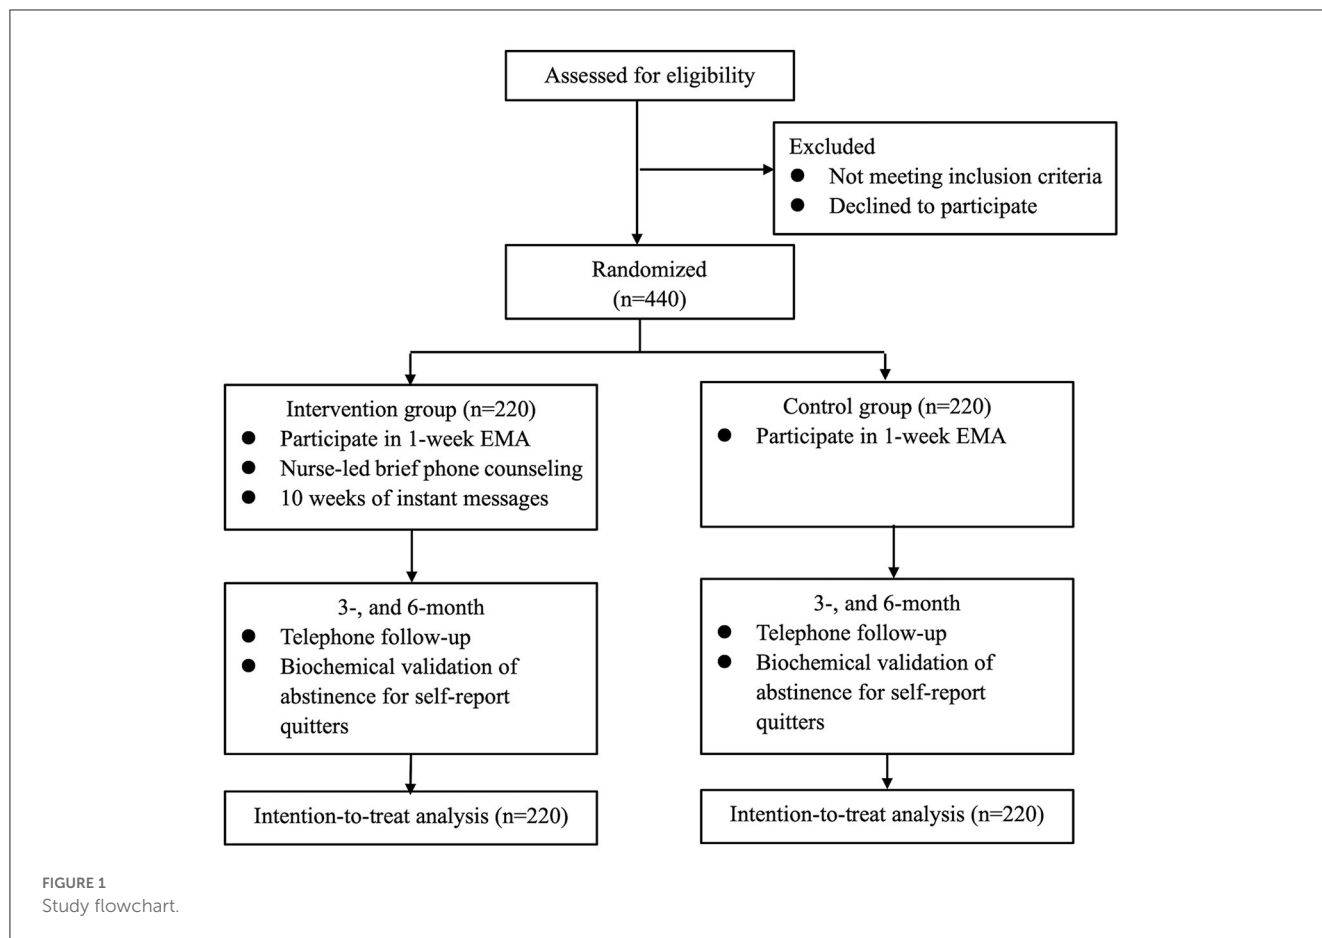 Assessed for eligibility
Excluded
● Not meeting inclusion criteria
● Declined to participate
Randomized
(n=440)
Intervention group (n=220)
● Participate in 1-week EMA
● Nurse-led brief phone counseling
● 10 weeks of instant messages
Control group (n=220)
● Participate in 1-week EMA
3-, and 6-month
● Telephone follow-up
● Biochemical validation of
abstinence for self-report
quitters
3-, and 6-month
● Telephone follow-up
● Biochemical validation of
abstinence for self-report
quitters
Intention-to-treat analysis (n=220)
Intention-to-treat analysis (n=220)
FIGURE 1
Study flowchart.